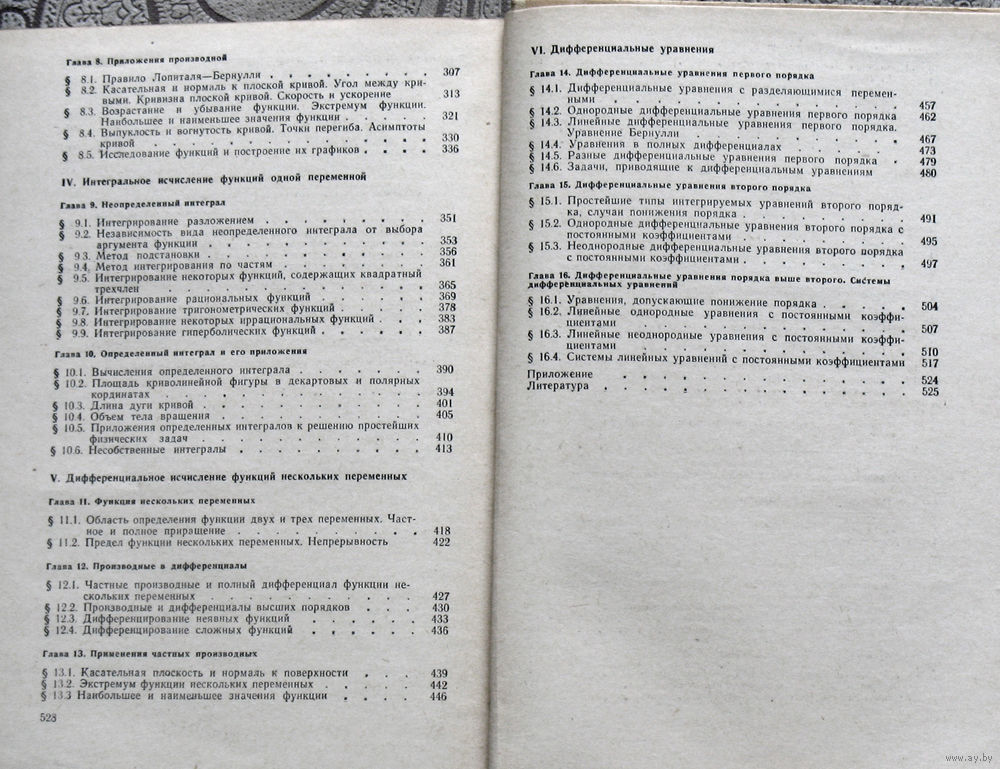 Глава 8. Приложения производной
§ 8.1. Правило Лопиталя—Бернулли . . . . . . . . 307
§ 8.2. Касательная и нормаль к плоской кривой. Угол между кри-
выми. Кривизна плоской кривой. Скорость и ускорение 313
§ 8.3. Возрастание и убывание функции. Экстремум функции.
Наибольшее и наименьшее значения функции . . . . 321
§ 8.4. Выпуклость и вогнутость кривой. Точки перегиба. Асимптоты
кривой . . . . . . . . . . . . . . . 330
§ 8.5. Исследование функций и построение их графиков . . . . 336
IV. Интегральное исчисление функций одной переменной
Глава 9. Неопределенный интеграл
§ 9.1. Интегрирование разложением . . . . . . . . 351
§ 9.2. Независимость вида неопределенного интеграла от выбора
аргумента функции . . . . . . . . . . . 353
§ 9.3. Метод подстановки . . . . . . . . . . . 356
§ 9.4. Метод интегрирования по частям . . . . . . . 361
§ 9.5. Интегрирование некоторых функций, содержащих квадратный
трехчлен . . . . . . . . . . . . . . 365
§ 9.6. Интегрирование рациональных функций . . . . . . 369
§ 9.7. Интегрирование тригонометрических функций . . . . . 378
§ 9.8. Интегрирование некоторых иррациональных функций . . . 383
§ 9.9. Интегрирование гиперболических функций . . . . . 387
Глава 10. Определенный интеграл и его приложения
§ 10.1. Вычисления определенного интеграла . . . . . . . 390
§ 10.2. Площадь криволинейной фигуры в декартовых и полярных
координатах . . . . . . . . . . . . . 394
§ 10.3. Длина дуги кривой . . . . . . . . . . . 401
§ 10.4. Объем тела вращения . . . . . . . . . . 405
§ 10.5. Приложения определенных интегралов к решению простейших
физических задач . . . . . . . . . . . 410
§ 10.6. Несобственные интегралы . . . . . . . . . 413
V. Дифференциальное исчисление функций нескольких переменных
Глава 11. Функция нескольких переменных
§ 11.1. Область определения функции двух и трех переменных. Част-
ное и полное приращение . . . . . . . . . 418
§ 11.2. Предел функции нескольких переменных. Непрерывность 422
Глава 12. Производные в дифференциалы
§ 12.1. Частные производные и полный дифференциал функции не-
скольких переменных . . . . . . . . . . . 427
§ 12.2. Производные и дифференциалы высших порядков . . . 430
§ 12.3. Дифференцирование неявных функций . . . . . . 433
§ 12.4. Дифференцирование сложных функций . . . . . . 436
Глава 13. Применения частных производных
§ 13.1. Касательная плоскость и нормаль к поверхности . . . 439
§ 13.2. Экстремум функции нескольких переменных . . . . . 442
§ 13.3 Наибольшее и наименьшее значения функции . . . . 446
528
VI. Дифференциальные уравнения
Глава 14. Дифференциальные уравнения первого порядка
§ 14.1. Дифференциальные уравнения с разделяющимися перемен-
ными . . . . . . . . . . . . . . . 457
§ 14.2. Однородные дифференциальные уравнения первого порядка 462
§ 14.3. Линейные дифференциальные уравнения первого порядка.
Уравнение Бернулли . . . . . . . . . . . 467
§ 14.4. Уравнения в полных дифференциалах . . . . . . 473
§ 14.5. Разные дифференциальные уравнения первого порядка . 479
§ 14.6. Задачи, приводящие к дифференциальным уравнениям 480
Глава 15. Дифференциальные уравнения второго порядка
§ 15.1. Простейшие типы интегрируемых уравнений второго поряд-
ка, случаи понижения порядка . . . . . . . . 491
§ 15.2. Однородные дифференциальные уравнения второго порядка с
постоянными коэффициентами . . . . . . . . 495
§ 15.3. Неоднородные дифференциальные уравнения второго порядка
с постоянными коэффициентами . . . . . . . . 497
Глава 16. Дифференциальные уравнения порядка выше второго. Системы
дифференциальных уравнений
§ 16.1. Уравнения, допускающие понижение порядка . . . . . 504
§ 16.2. Линейные однородные уравнения с постоянными коэффи-
циентами . . . . . . . . . . . . . . 507
§ 16.3. Линейные неоднородные уравнения с постоянными коэффи-
циентами . . . . . . . . . . . . . . 510
§ 16.4. Системы линейных уравнений с постоянными коэффициентами 517
Приложение . . . . . . . . . . . . . . 524
Литература . . . . . . . . . . . . . . 525
www.ay.by